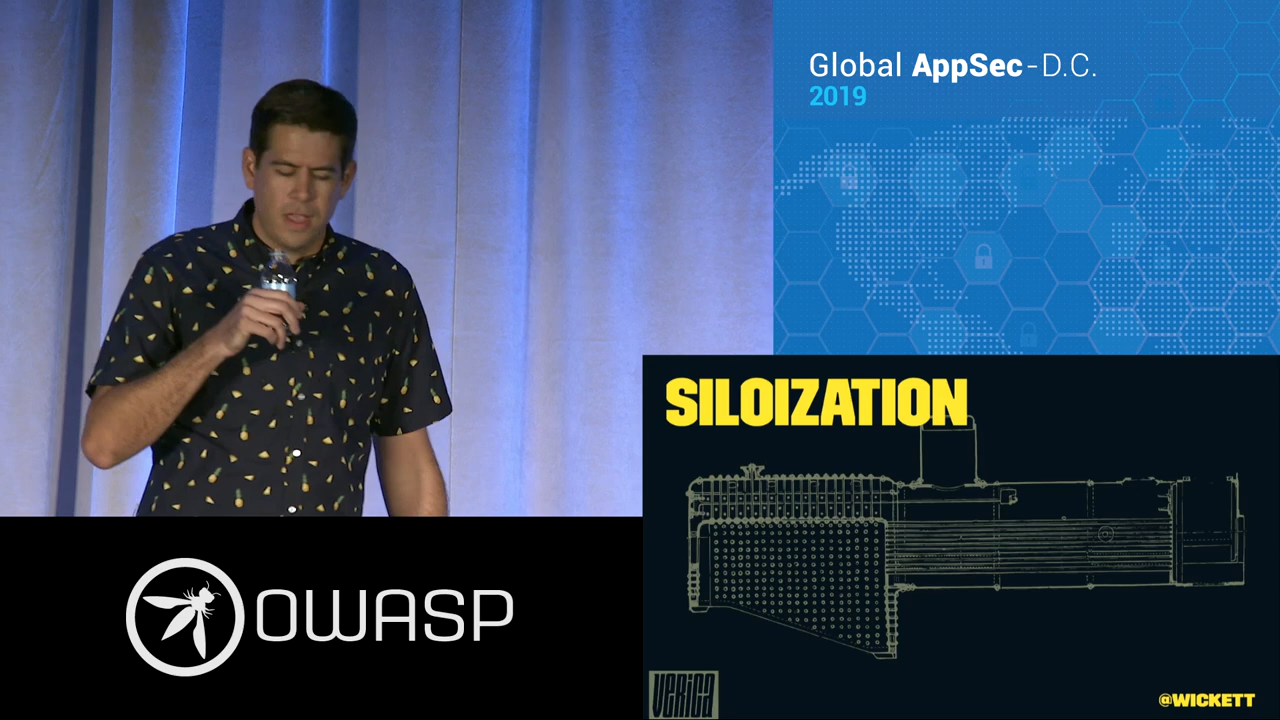 Global AppSec - D.C.
2019
SILOIZATION
OWASP
VERICA
@WICKETT